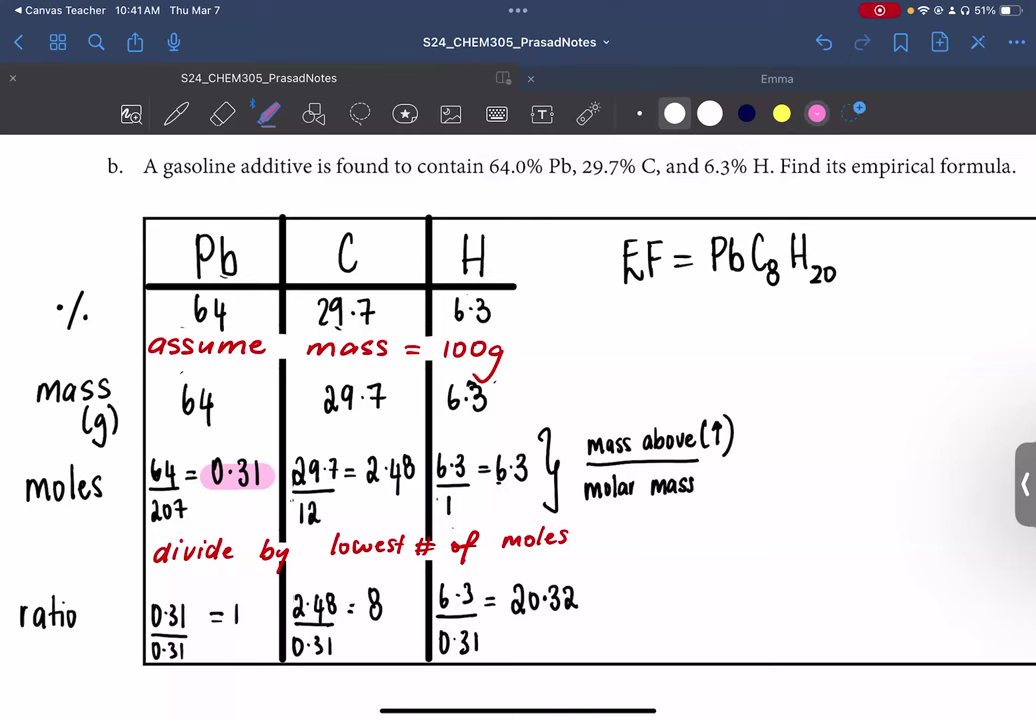 Canvas Teacher 10:41 AM Thu Mar 7 51%
S24_CHEM305_PrasadNotes
S24_CHEM305_PrasadNotes Emma
b. A gasoline additive is found to contain 64.0% Pb, 29.7% C, and 6.3% H. Find its empirical formula.
Pb C H EF = PbC₈H₂₀
% 64 29.7 6.3
assume mass = 100g
mass (g) 64 29.7 6.3
moles 64/207 = 0.31 29.7/12 = 2.48 6.3/1 = 6.3 } mass above (↑)/molar mass
divide by lowest # of moles
ratio 0.31/0.31 = 1 2.48/0.31 = 8 6.3/0.31 = 20.32